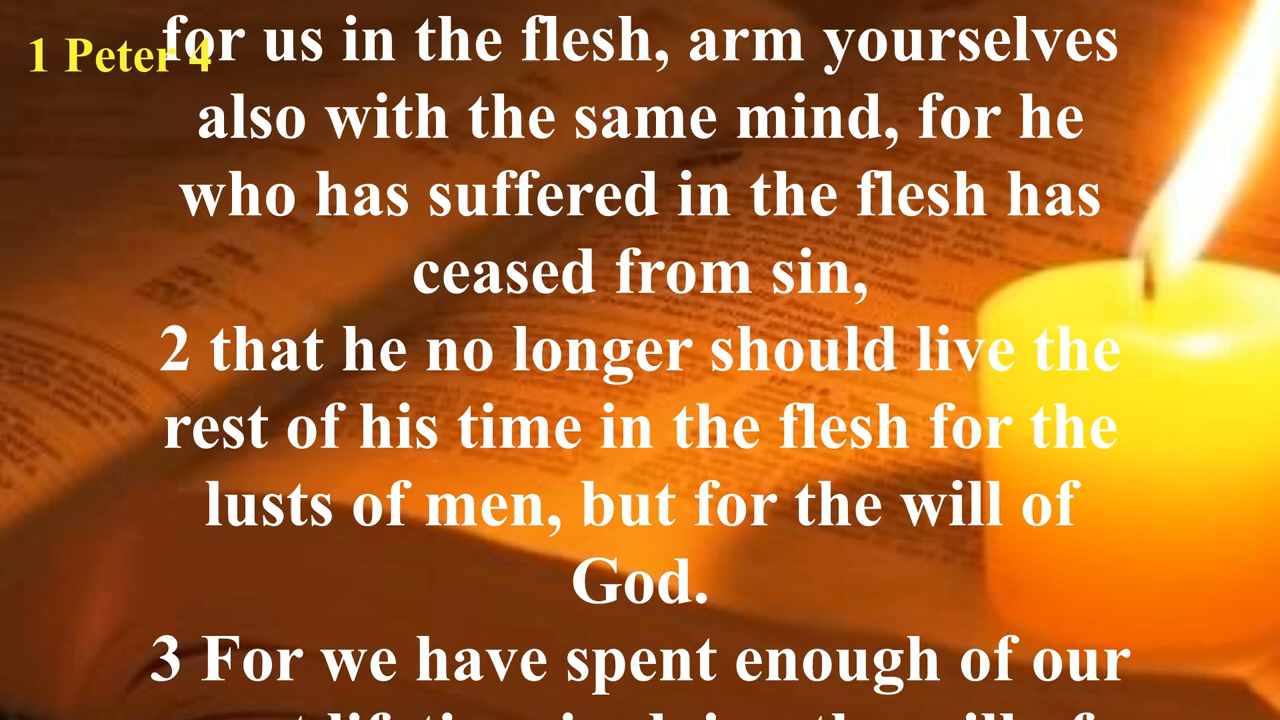 1 Peter 4
for us in the flesh, arm yourselves
also with the same mind, for he
who has suffered in the flesh has
ceased from sin,
2 that he no longer should live the
rest of his time in the flesh for the
lusts of men, but for the will of
God.
3 For we have spent enough of our